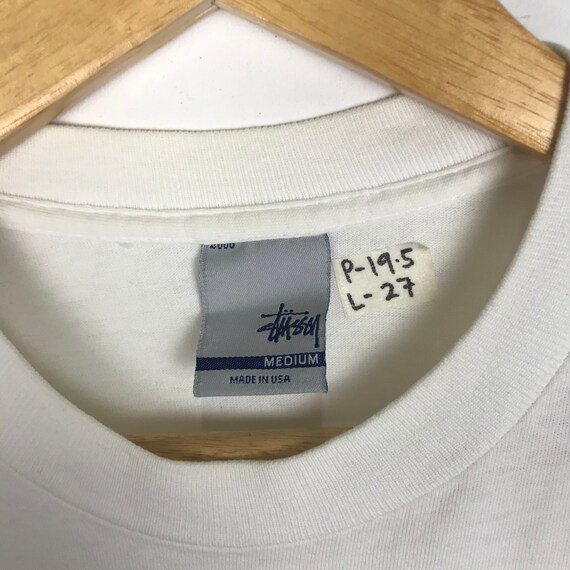 Stüssy
MEDIUM
MADE IN USA
P-19.5
L-27